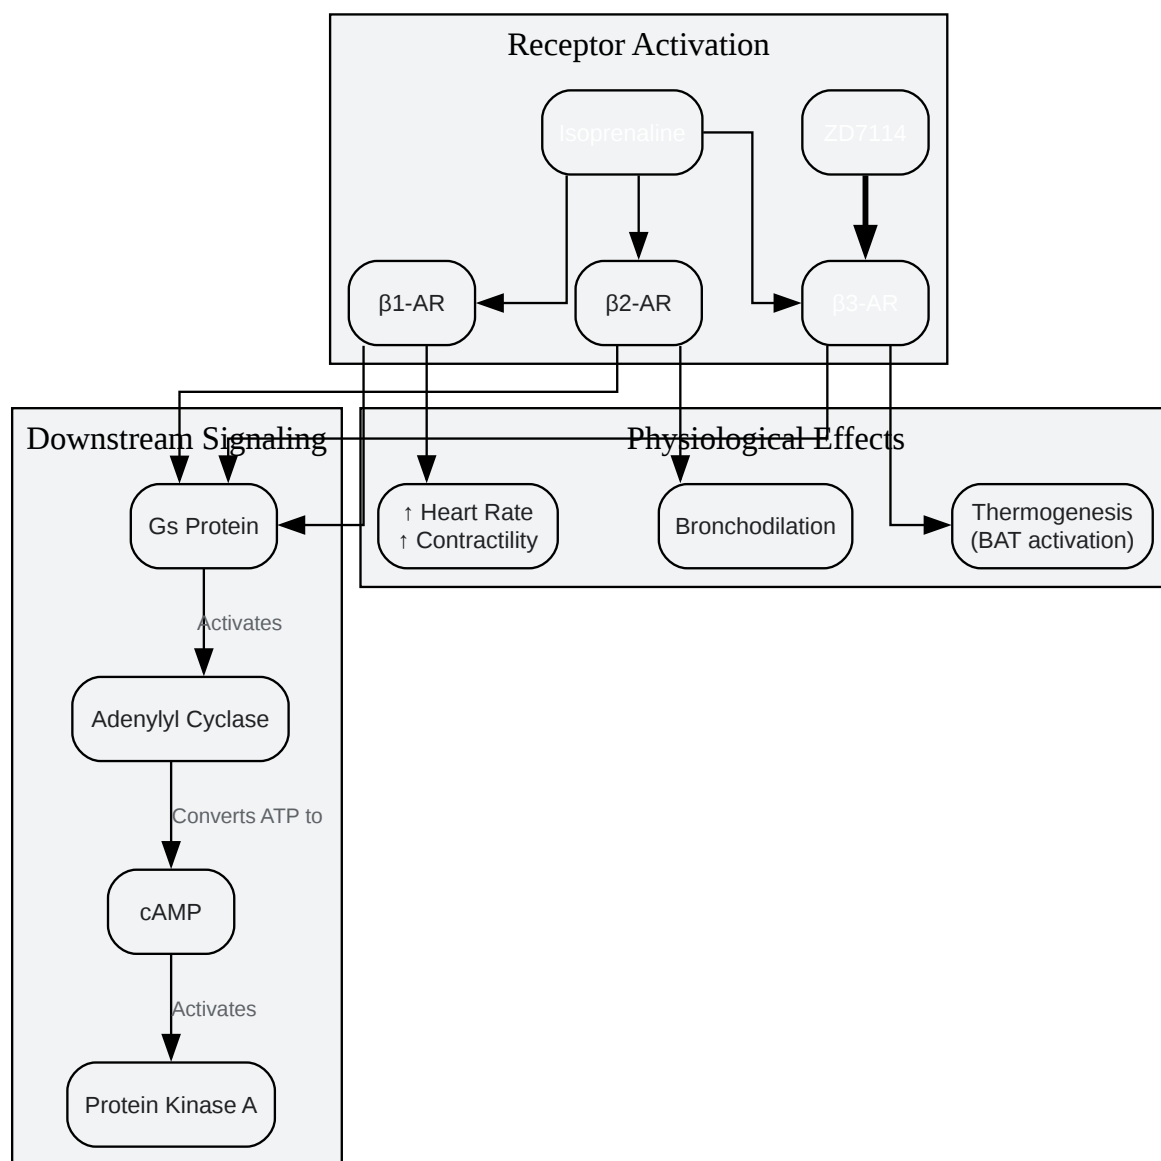 Receptor Activation
Isoprenaline
ZD7114
β1-AR
β2-AR
β3-AR
Downstream Signaling
Physiological Effects
Gs Protein
↑ Heart Rate
↑ Contractility
Bronchodilation
Thermogenesis
(BAT activation)
Activates
Adenylyl Cyclase
Converts ATP to
cAMP
Activates
Protein Kinase A